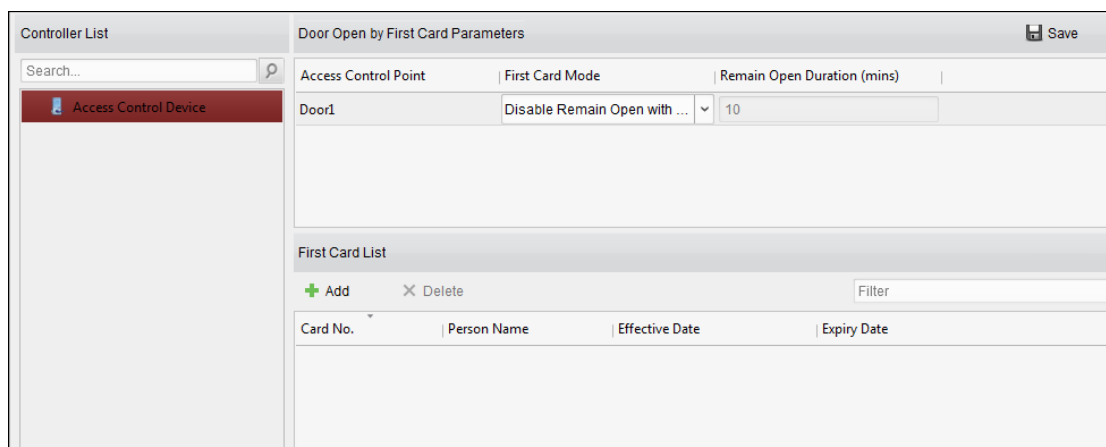 Controller List
Search...
Access Control Device
Door Open by First Card Parameters
Save
Access Control Point First Card Mode Remain Open Duration (mins)
Door1 Disable Remain Open with ... 10
First Card List
Add Delete Filter
Card No. Person Name Effective Date Expiry Date